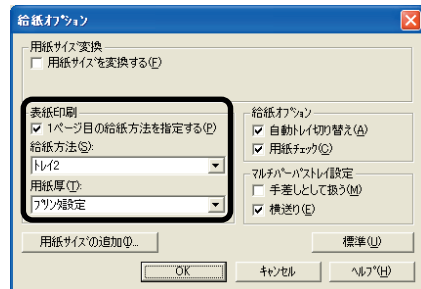 給紙オプション
用紙サイズ変換
用紙サイズを変換する(F)
表紙印刷
1ページ目の給紙方法を指定する(P)
給紙方法(S):
トレイ2
用紙厚(T):
プリンタ設定
給紙オプション
自動トレイ切り替え(A)
用紙チェック(C)
マルチパーパストレイ設定
手差しとして扱う(M)
横送り(E)
用紙サイズの追加(I)...
標準(U)
OK
キャンセル
ヘルプ(H)